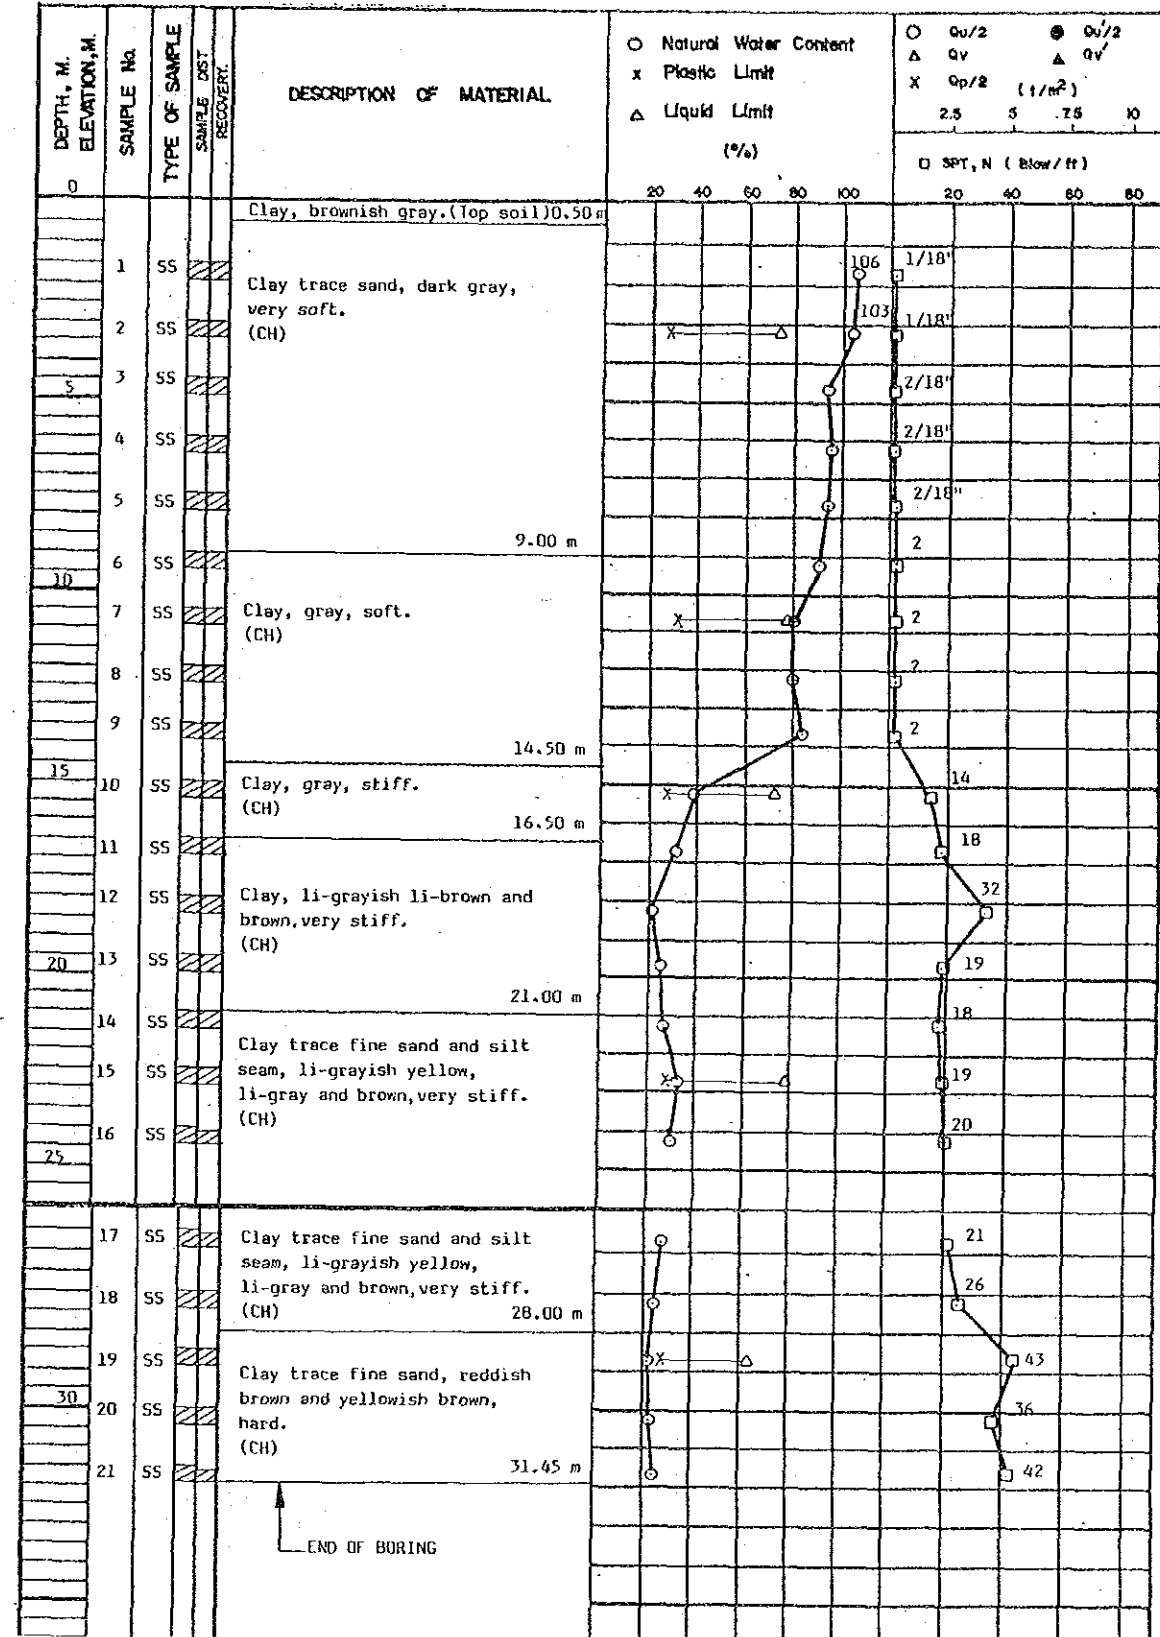 DEPTH, M.
ELEVATION, M.
SAMPLE No.
TYPE OF SAMPLE
SAMPLE DIST
RECOVERY.
DESCRIPTION OF MATERIAL
O Natural Water Content
x Plastic Limit
△ Liquid Limit
(%)
O Qu/2 ● Qu'/2
△ Qv ▲ Qv'
X Qp/2 (t/m²)
2.5 5 .75 10
□ SPT, N (Blow/ft)
0
20 40 60 80 100 20 40 60 80
Clay, brownish gray.(Top soil)0.50 m
1 SS 106 1/18"
Clay trace sand, dark gray,
very soft.
2 SS (CH) 103 1/18"
3 SS 2/18"
5
4 SS 2/18"
5 SS 2/18"
9.00 m
6 SS 2
10
7 SS Clay, gray, soft. 2
(CH)
8 SS 2
9 SS 2
14.50 m
15
10 SS Clay, gray, stiff. 14
(CH)
16.50 m
11 SS 18
12 SS Clay, li-grayish li-brown and 32
brown,very stiff.
(CH)
20 13 SS 19
21.00 m
14 SS 18
Clay trace fine sand and silt
15 SS seam, li-grayish yellow, 19
li-gray and brown,very stiff.
(CH)
16 SS 20
25
17 SS Clay trace fine sand and silt 21
seam, li-grayish yellow,
li-gray and brown,very stiff.
18 SS (CH) 28.00 m 26
19 SS 43
Clay trace fine sand, reddish
30 brown and yellowish brown,
20 SS hard. 36
(CH)
21 SS 31.45 m 42
END OF BORING